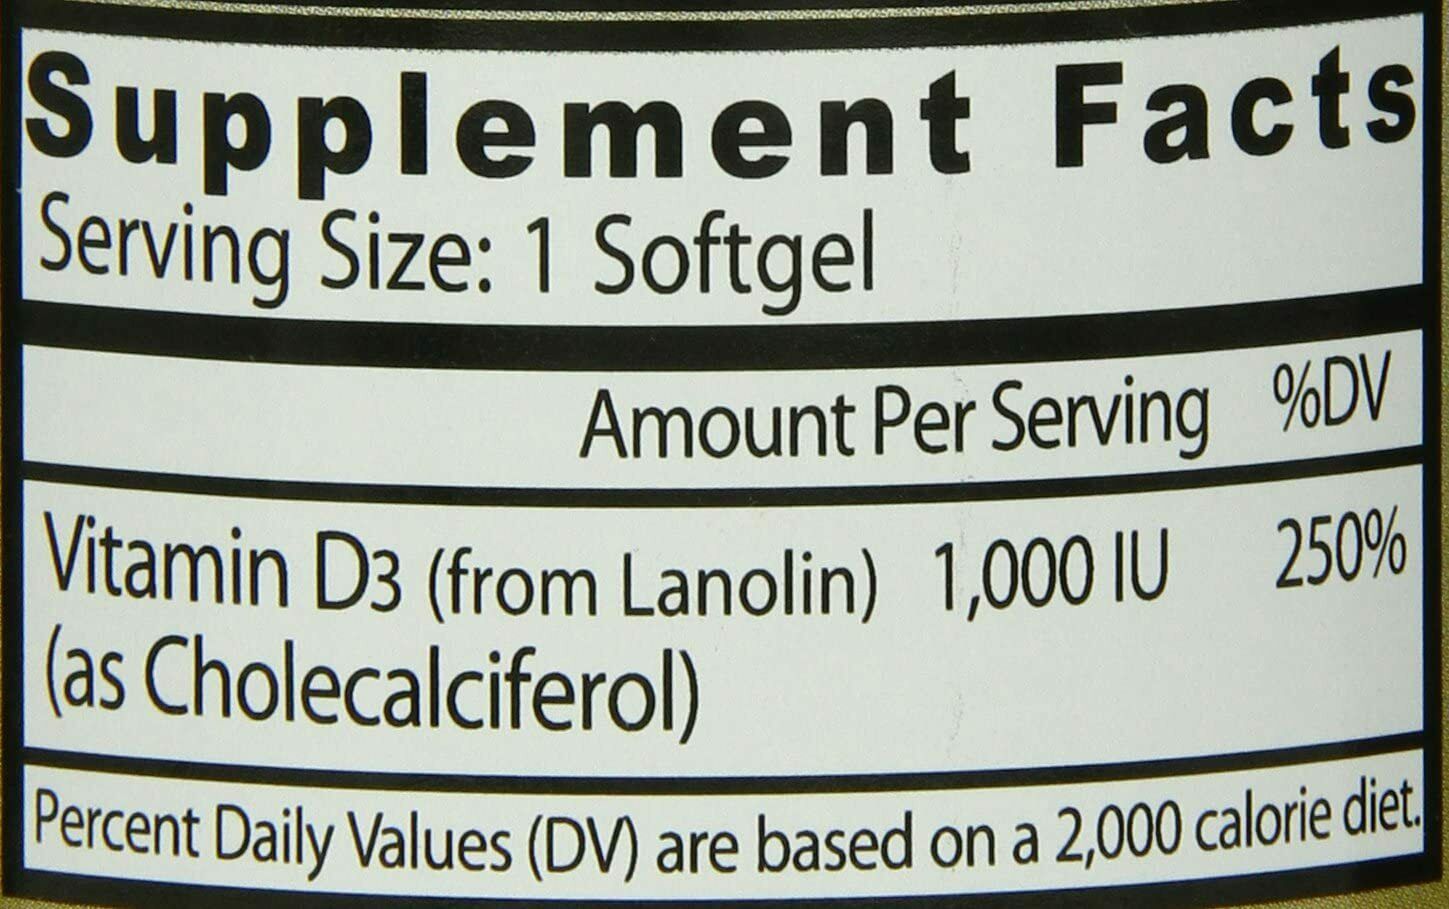 Supplement Facts
Serving Size: 1 Softgel
Amount Per Serving %DV
Vitamin D3 (from Lanolin) 1,000 IU 250%
(as Cholecalciferol)
Percent Daily Values (DV) are based on a 2,000 calorie diet.